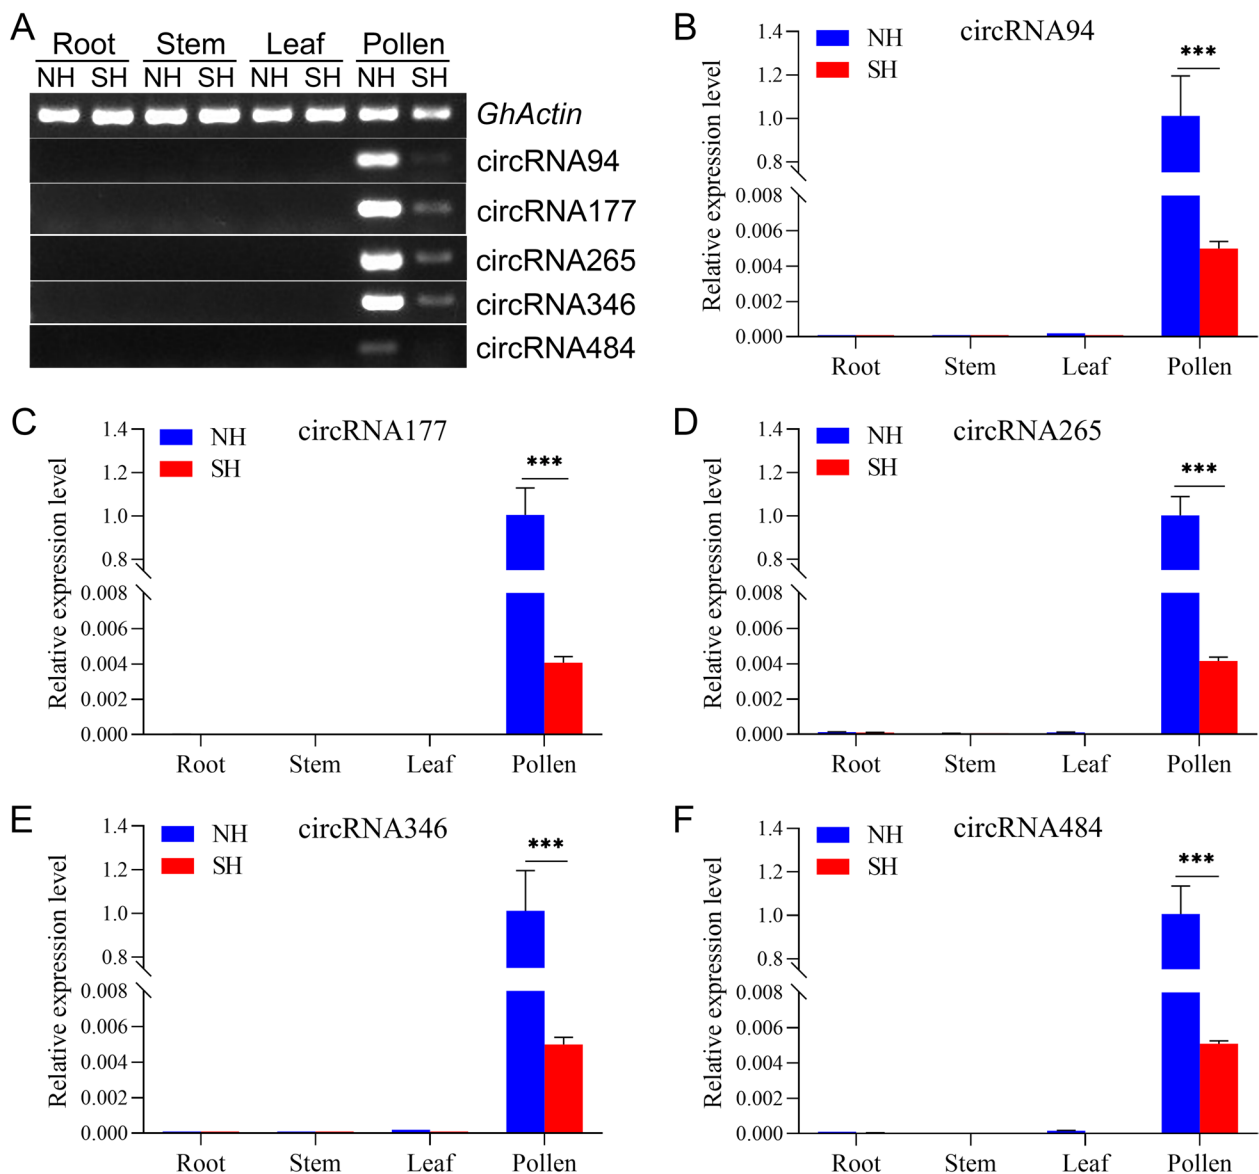 A
Root Stem Leaf Pollen
NH SH NH SH NH SH NH SH
GhActin
circRNA94
circRNA177
circRNA265
circRNA346
circRNA484
B
circRNA94
NH
SH
***
Relative expression level
1.4
1.2
1.0
0.8
0.008
0.006
0.004
0.002
0.000
Root Stem Leaf Pollen
C
circRNA177
NH
SH
***
Relative expression level
1.4
1.2
1.0
0.8
0.008
0.006
0.004
0.002
0.000
Root Stem Leaf Pollen
D
circRNA265
NH
SH
***
Relative expression level
1.4
1.2
1.0
0.8
0.008
0.006
0.004
0.002
0.000
Root Stem Leaf Pollen
E
circRNA346
NH
SH
***
Relative expression level
1.4
1.2
1.0
0.8
0.008
0.006
0.004
0.002
0.000
Root Stem Leaf Pollen
F
circRNA484
NH
SH
***
Relative expression level
1.4
1.2
1.0
0.8
0.008
0.006
0.004
0.002
0.000
Root Stem Leaf Pollen